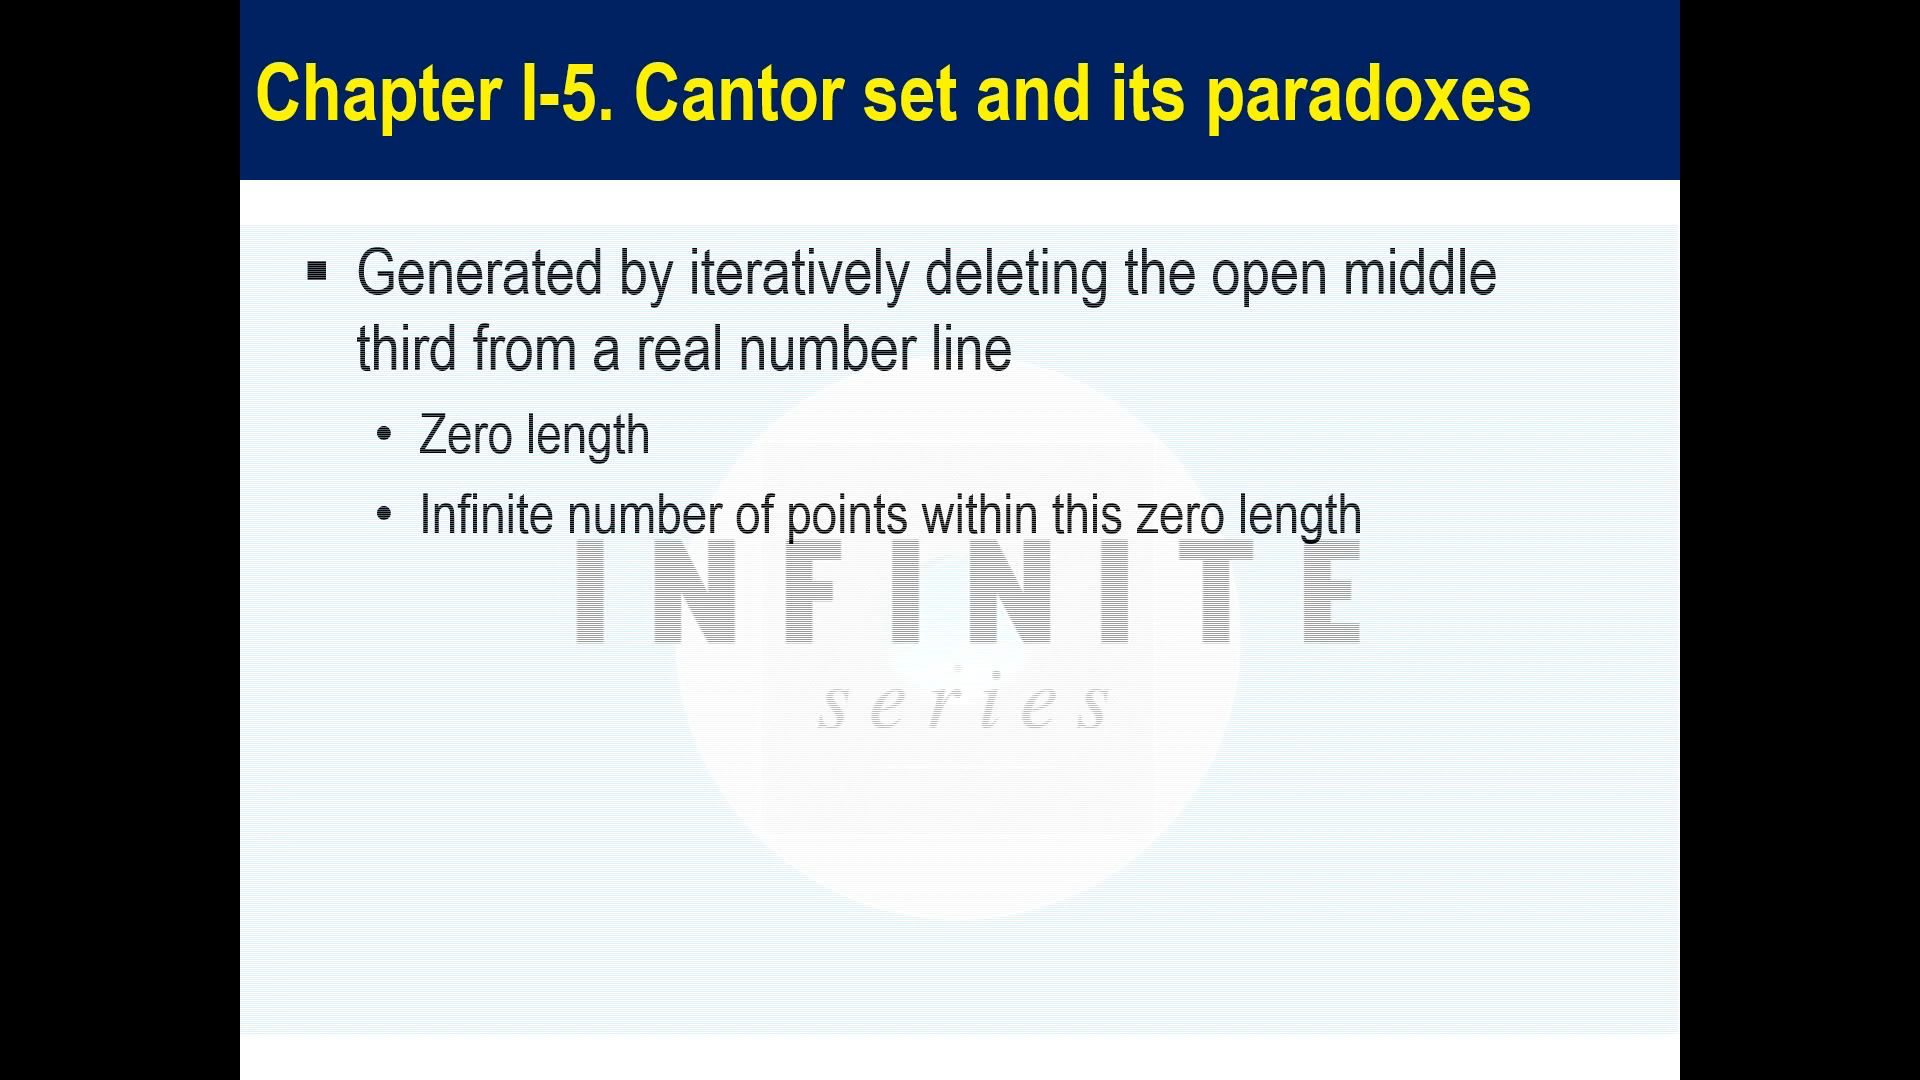 Chapter I-5. Cantor set and its paradoxes
▪ Generated by iteratively deleting the open middle
third from a real number line
• Zero length
• Infinite number of points within this zero length
INFINITE
series